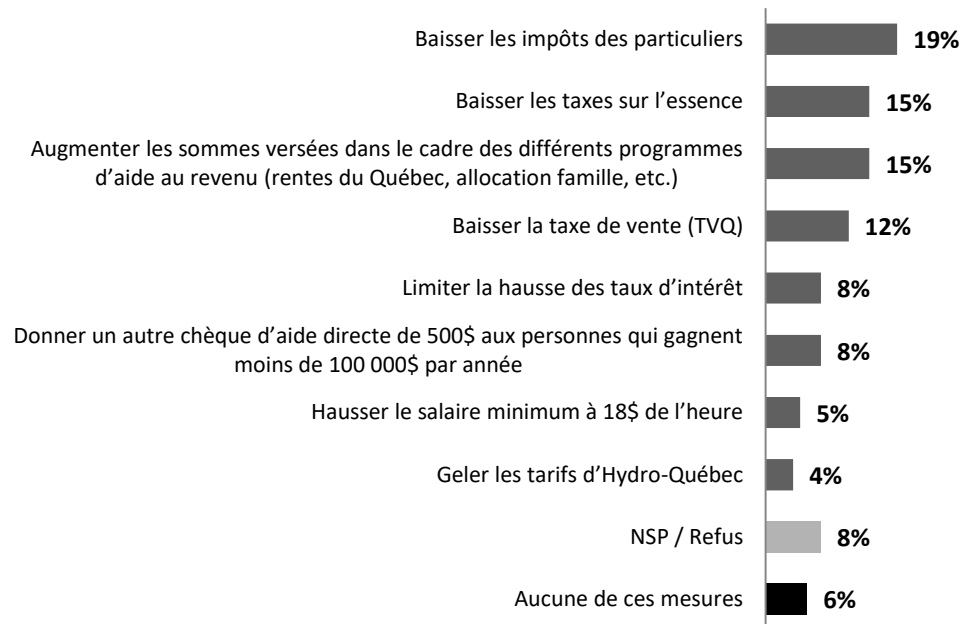 Baisser les impôts des particuliers 19%
Baisser les taxes sur l’essence 15%
Augmenter les sommes versées dans le cadre des différents programmes
d’aide au revenu (rentes du Québec, allocation famille, etc.) 15%
Baisser la taxe de vente (TVQ) 12%
Limiter la hausse des taux d’intérêt 8%
Donner un autre chèque d’aide directe de 500$ aux personnes qui gagnent
moins de 100 000$ par année 8%
Hausser le salaire minimum à 18$ de l’heure 5%
Geler les tarifs d’Hydro-Québec 4%
NSP / Refus 8%
Aucune de ces mesures 6%